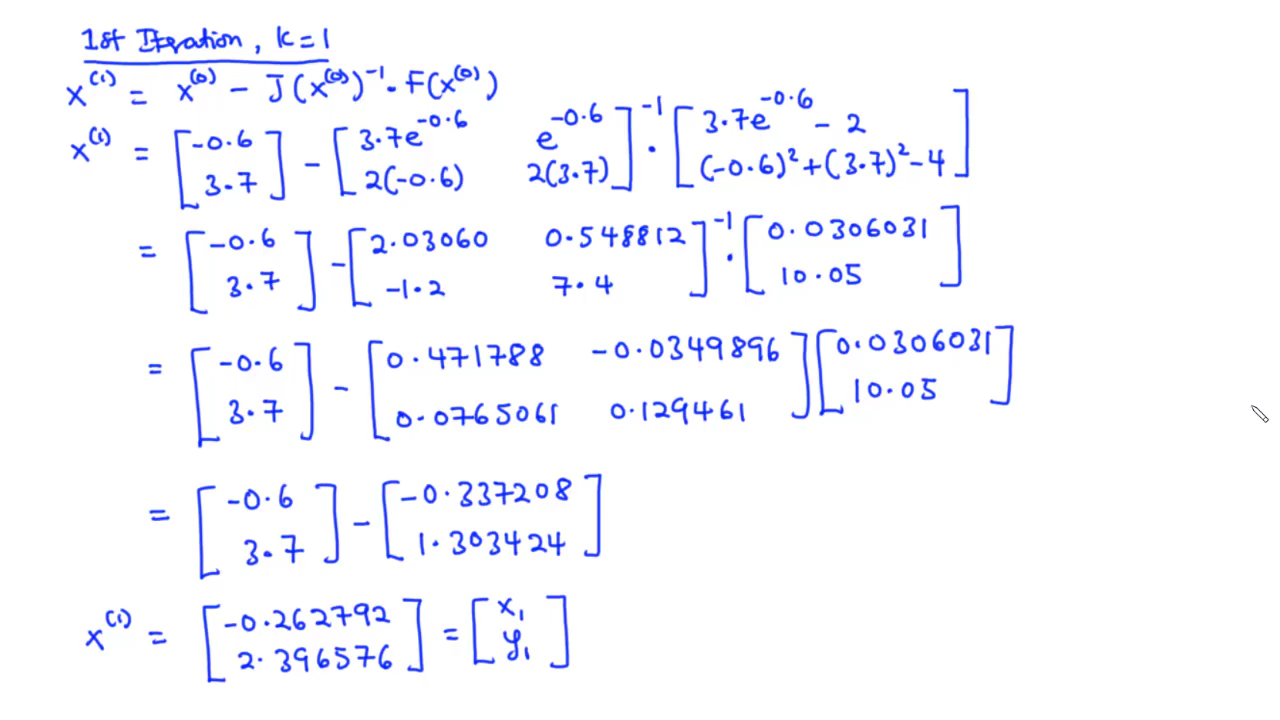 1st Iteration, k=1
x^(1) = x^(0) - J(x^(0))^-1 · F(x^(0))
x^(1) = [-0.6 3.7] - [3.7e^-0.6 e^-0.6 2(-0.6) 2(3.7)]^-1 · [3.7e^-0.6 - 2 (-0.6)^2 + (3.7)^2 - 4]
= [-0.6 3.7] - [2.03060 0.548812 -1.2 7.4]^-1 · [0.0306031 10.05]
= [-0.6 3.7] - [0.471788 -0.0349896 0.0765061 0.129461] [0.0306031 10.05]
= [-0.6 3.7] - [-0.337208 1.303424]
x^(1) = [-0.262792 2.396576] = [x₁ y₁]